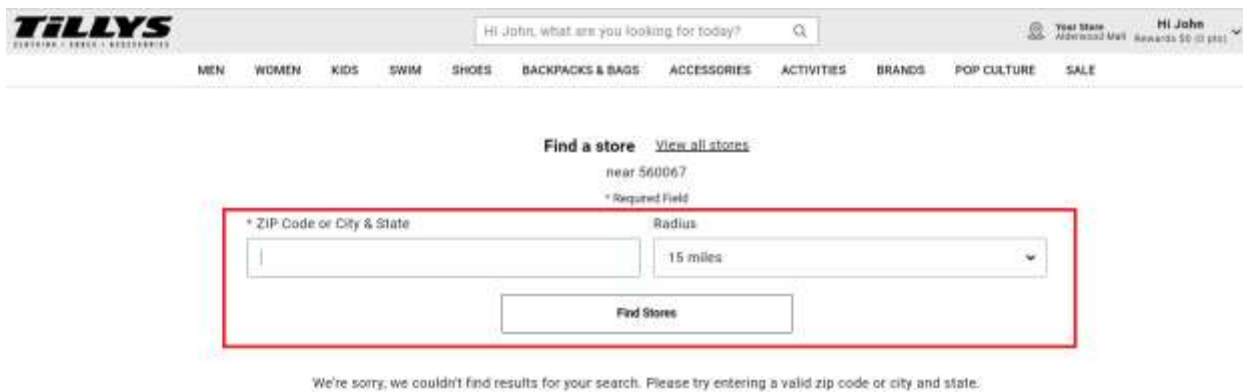 TILLYS
CLOTHING • SHOES • ACCESSORIES
Hi John, what are you looking for today?
Your Store
Alderwood Mall
Hi John
Rewards $0 (0 pts)
MEN WOMEN KIDS SWIM SHOES BACKPACKS & BAGS ACCESSORIES ACTIVITIES BRANDS POP CULTURE SALE
Find a store View all stores
near 560067
* Required Field
* ZIP Code or City & State Radius
15 miles
Find Stores
We're sorry, we couldn't find results for your search. Please try entering a valid zip code or city and state.